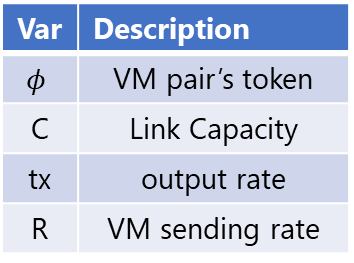 Var Description
ϕ VM pair's token
C Link Capacity
tx output rate
R VM sending rate